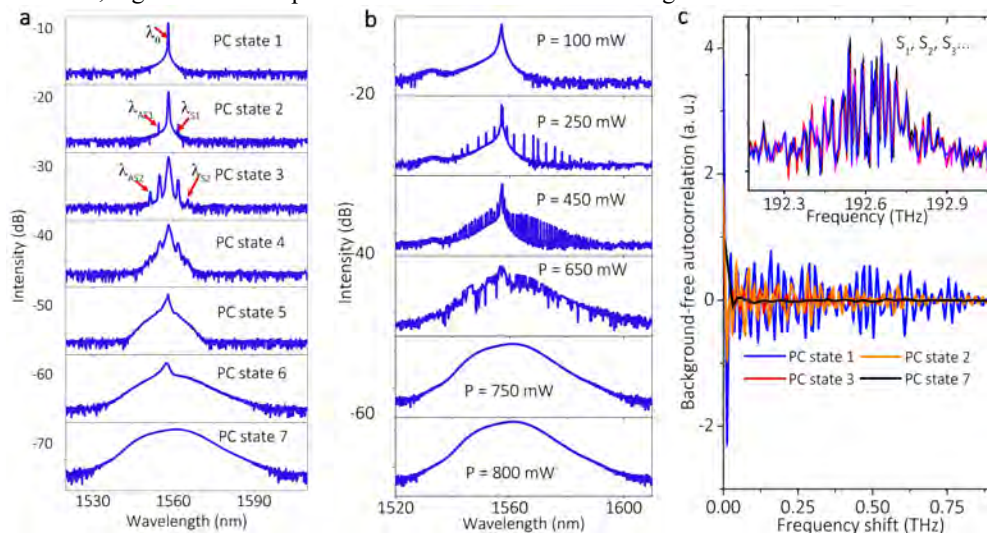 a
b
c
-10
λ0
PC state 1
-20
λAS1
λS1
PC state 2
-30
λAS2
λS2
PC state 3
-40
PC state 4
-50
PC state 5
-60
PC state 6
-70
PC state 7
Intensity (dB)
1530 1560 1590
Wavelength (nm)
P = 100 mW
-20
P = 250 mW
P = 450 mW
-40
P = 650 mW
P = 750 mW
-60
P = 800 mW
Intensity (dB)
1520 1560 1600
Wavelength (nm)
4
2
0
-2
Background-free autocorrelation (a. u.)
S1, S2, S3...
192.3 192.6 192.9
Frequency (THz)
PC state 1 PC state 2
PC state 3 PC state 7
0.00 0.25 0.50 0.75
Frequency shift (THz)